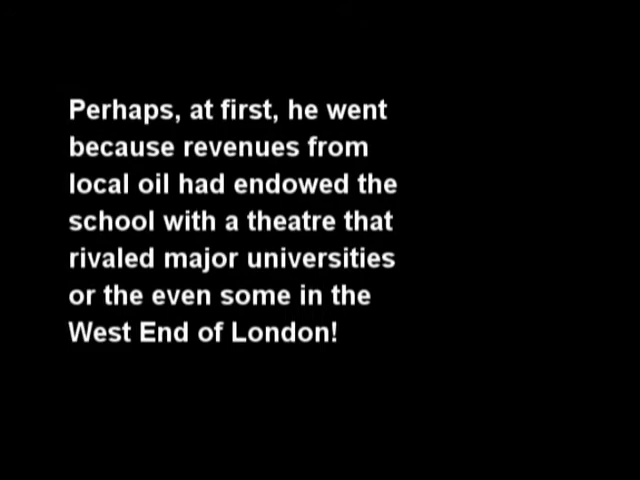 Perhaps, at first, he went
because revenues from
local oil had endowed the
school with a theatre that
rivaled major universities
or the even some in the
West End of London!